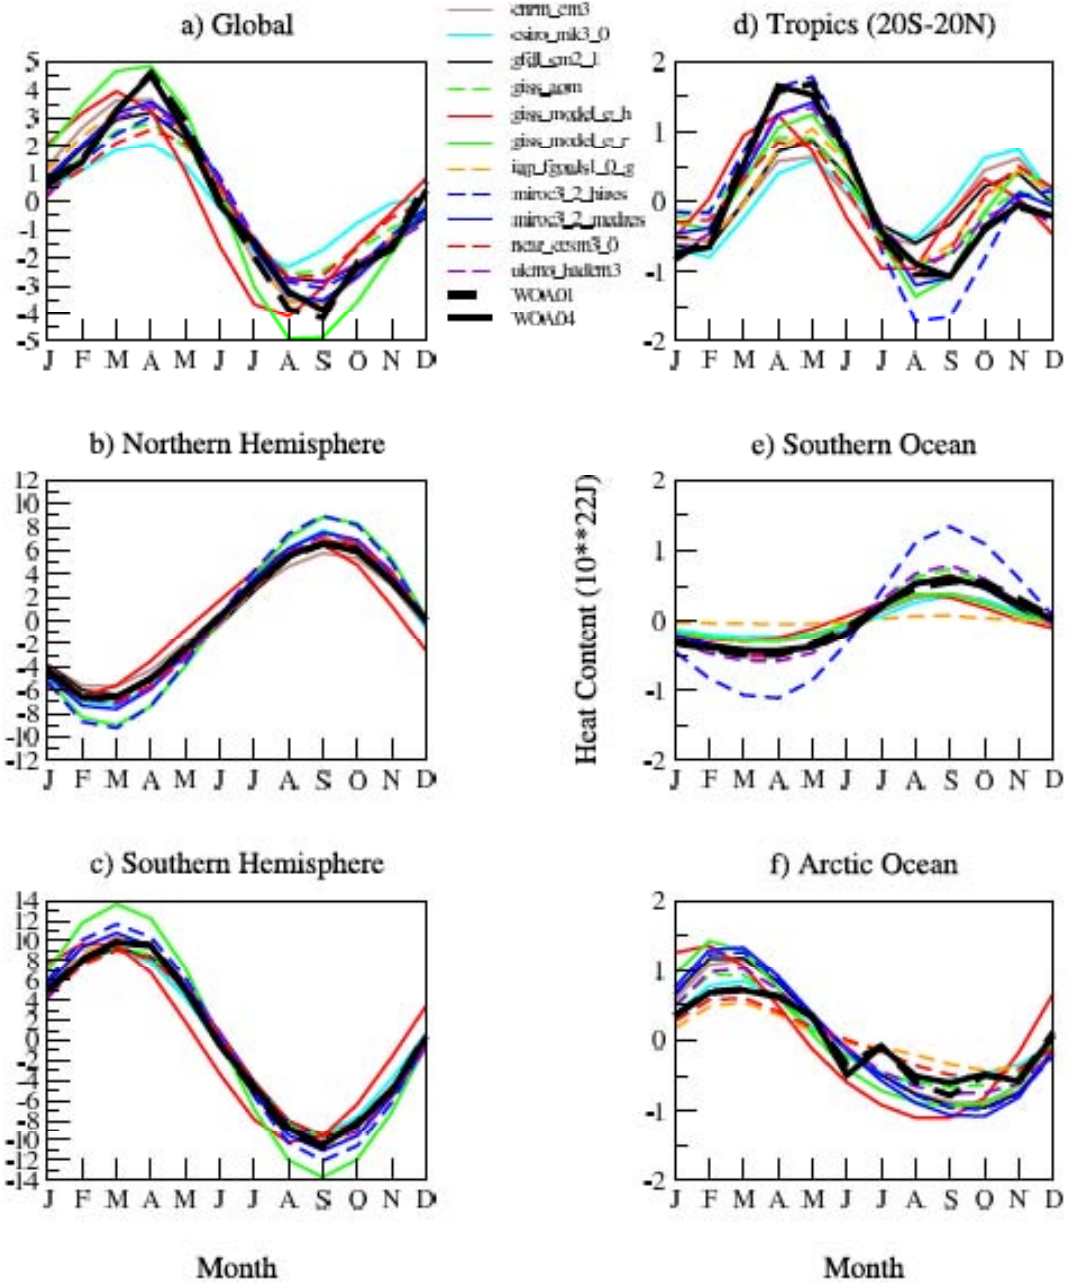 a) Global
5
4
3
2
1
0
-1
-2
-3
-4
-5
J F M A M J J A S O N D
cnrm_cm3
csiro_mk3_0
gfdl_cm2_1
giss_aom
giss_model_e_h
giss_model_e_r
iap_fgoals1_0_g
miroc3_2_hires
miroc3_2_medres
ncar_ccsm3_0
ukmo_hadcm3
WOA01
WOA04
d) Tropics (20S-20N)
2
1
0
-1
-2
J F M A M J J A S O N D
b) Northern Hemisphere
12
10
8
6
4
2
0
-2
-4
-6
-8
-10
-12
J F M A M J J A S O N D
e) Southern Ocean
Heat Content (10**22J)
2
1
0
-1
-2
J F M A M J J A S O N D
c) Southern Hemisphere
14
12
10
8
6
4
2
0
-2
-4
-6
-8
-10
-12
-14
J F M A M J J A S O N D
Month
f) Arctic Ocean
2
1
0
-1
-2
J F M A M J J A S O N D
Month